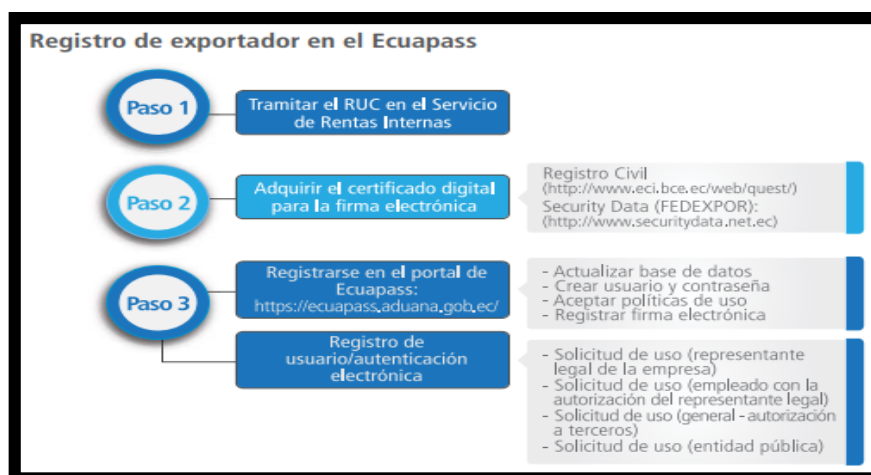 Registro de exportador en el Ecuapass
Paso 1
Tramitar el RUC en el Servicio
de Rentas Internas
Paso 2
Adquirir el certificado digital
para la firma electrónica
Registro Civil
(http://www.eci.bce.ec/web/quest/)
Security Data (FEDEXPOR):
(http://www.securitydata.net.ec)
Paso 3
Registrarse en el portal de
Ecuapass:
https://ecuapass.aduana.gob.ec/
- Actualizar base de datos
- Crear usuario y contraseña
- Aceptar políticas de uso
- Registrar firma electrónica
Registro de
usuario/autenticación
electrónica
- Solicitud de uso (representante
legal de la empresa)
- Solicitud de uso (empleado con la
autorización del representante legal)
- Solicitud de uso (general - autorización
a terceros)
- Solicitud de uso (entidad pública)